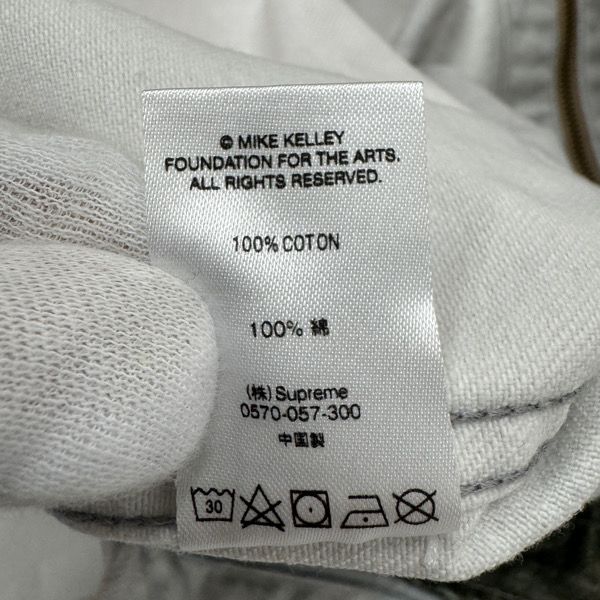 © MIKE KELLEY
FOUNDATION FOR THE ARTS.
ALL RIGHTS RESERVED.
100% COTON
100% 綿
(株) Supreme
0570-057-300
中国製
30